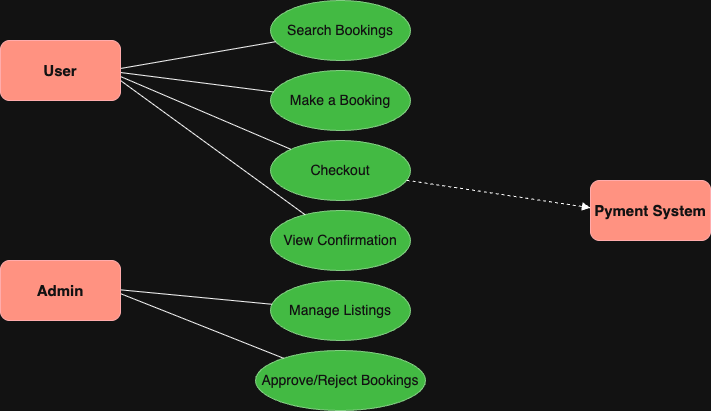 Search Bookings
User
Make a Booking
Checkout
Pyment System
View Confirmation
Admin
Manage Listings
Approve/Reject Bookings